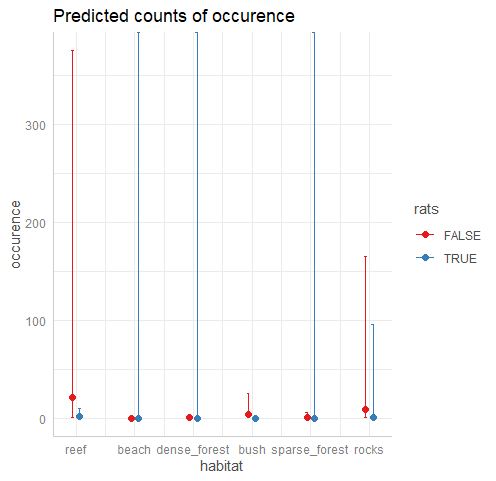 Predicted counts of occurence
occurence
300
200
100
0
reef beach dense_forest bush sparse_forest rocks
habitat
rats
FALSE
TRUE